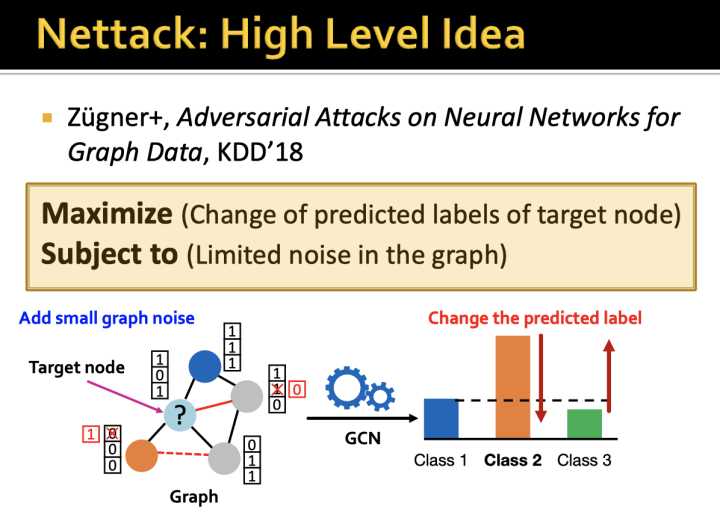 Nettack: High Level Idea
Zügner+, Adversarial Attacks on Neural Networks for
Graph Data, KDD’18
Maximize (Change of predicted labels of target node)
Subject to (Limited noise in the graph)
Add small graph noise
Change the predicted label
Target node
1
0
1
1
1
1
1
1 0
0
?
1 0
0
0
0
1
1
Graph
GCN
Class 1 Class 2 Class 3